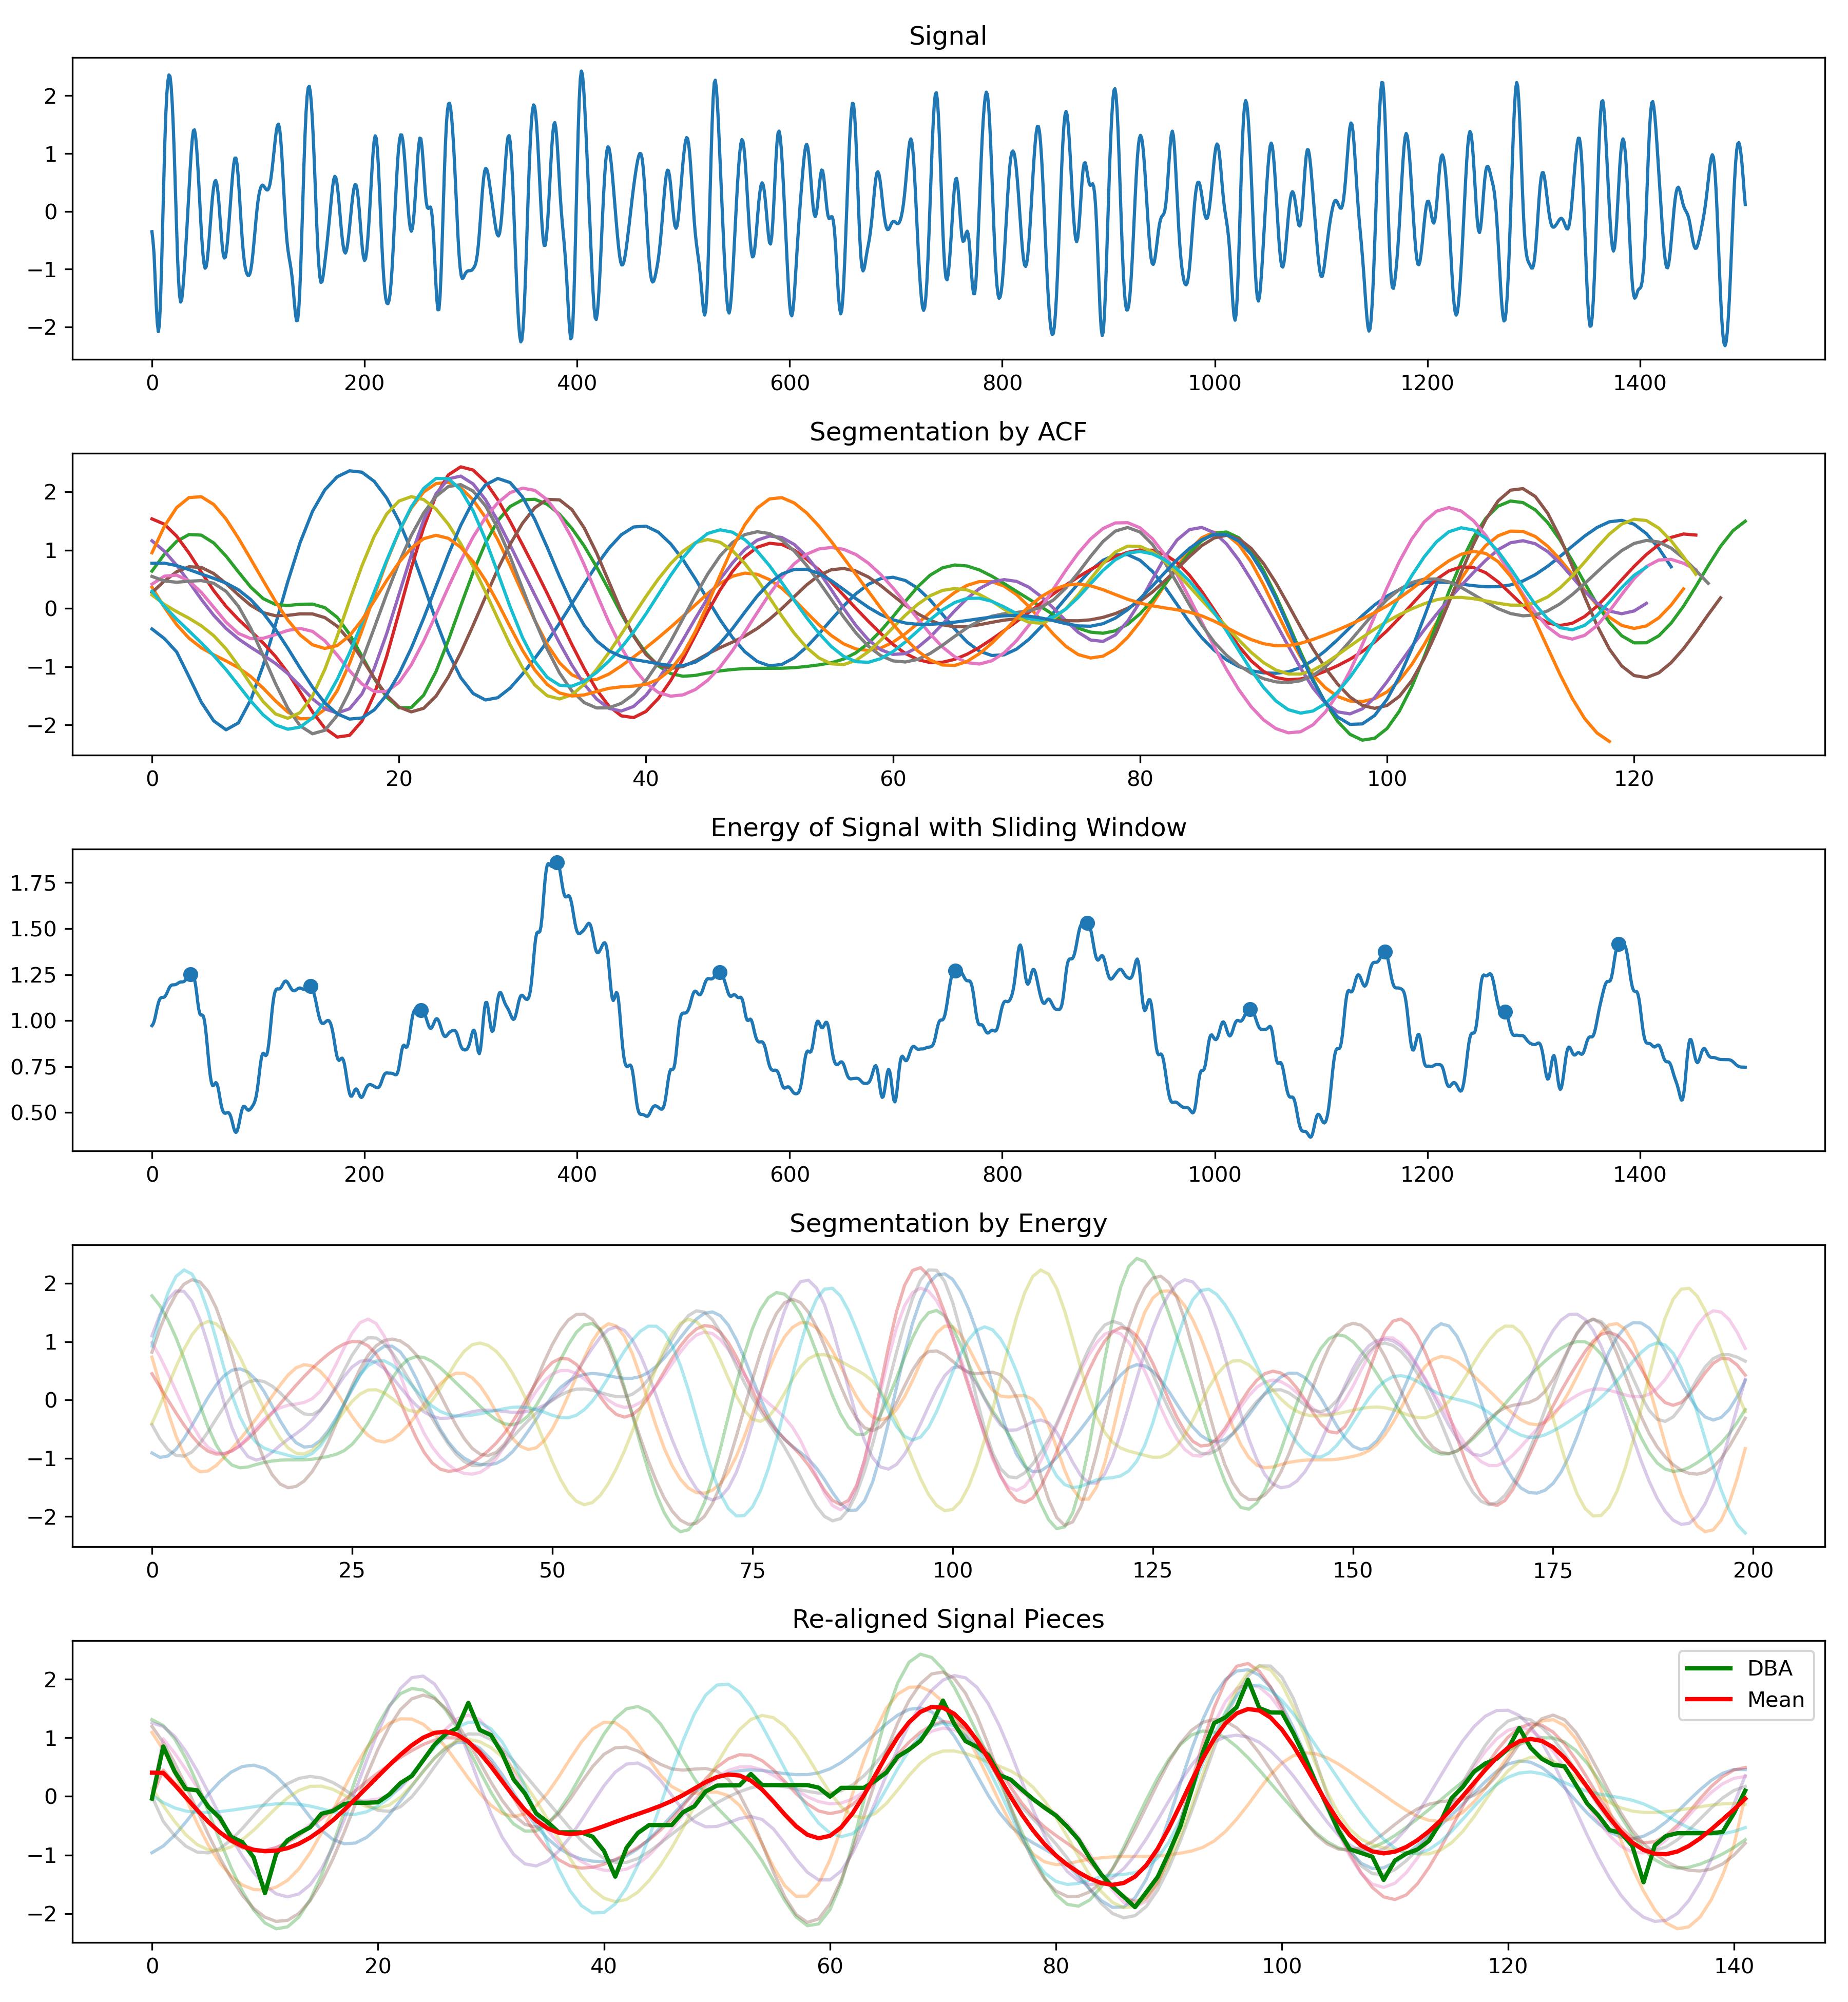 Signal
2
1
0
−1
−2
0 200 400 600 800 1000 1200 1400
Segmentation by ACF
2
1
0
−1
−2
0 20 40 60 80 100 120
Energy of Signal with Sliding Window
1.75
1.50
1.25
1.00
0.75
0.50
0 200 400 600 800 1000 1200 1400
Segmentation by Energy
2
1
0
−1
−2
0 25 50 75 100 125 150 175 200
Re-aligned Signal Pieces
DBA
Mean
2
1
0
−1
−2
0 20 40 60 80 100 120 140